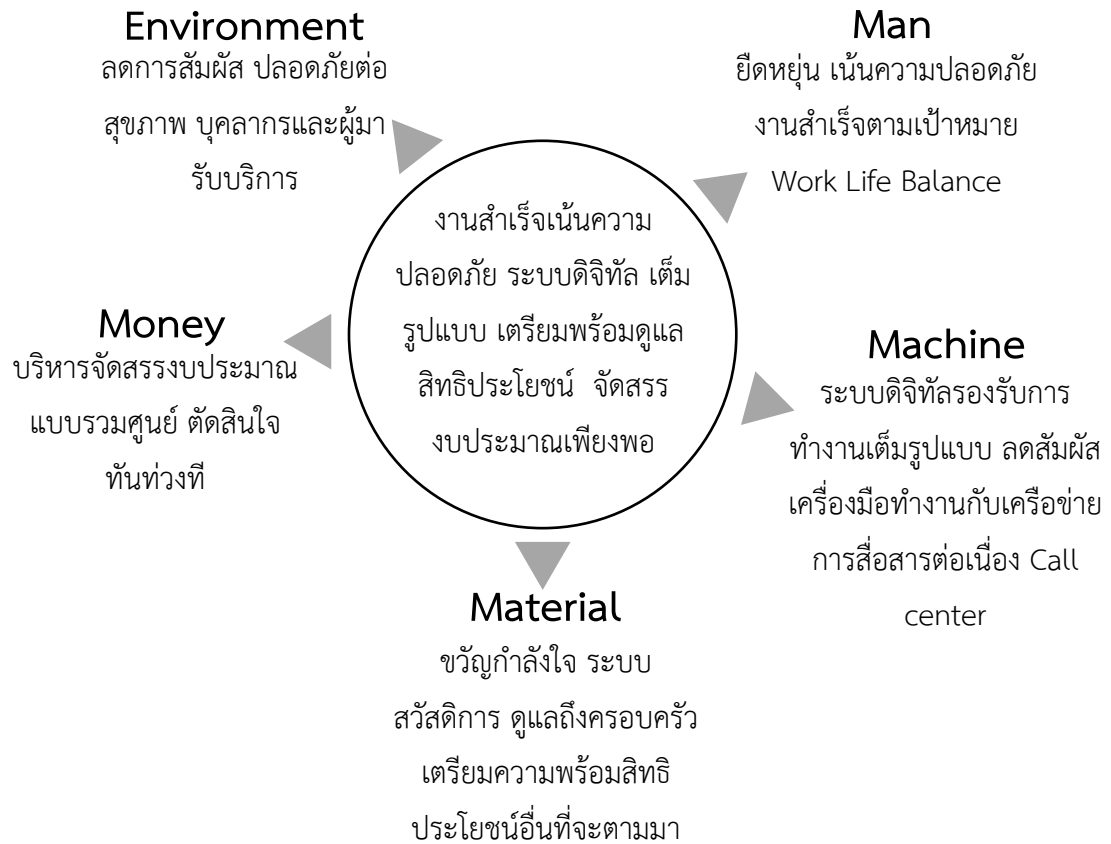 Environment
ลดการสัมผัส ปลอดภัยต่อ
สุขภาพ บุคลากรและผู้มา
รับบริการ
Man
ยืดหยุ่น เน้นความปลอดภัย
งานสำเร็จตามเป้าหมาย
Work Life Balance
งานสำเร็จเน้นความ
ปลอดภัย ระบบดิจิทัล เต็ม
รูปแบบ เตรียมพร้อมดูแล
สิทธิประโยชน์ จัดสรร
งบประมาณเพียงพอ
Money
บริหารจัดสรรงบประมาณ
แบบรวมศูนย์ ตัดสินใจ
ทันท่วงที
Machine
ระบบดิจิทัลรองรับการ
ทำงานเต็มรูปแบบ ลดสัมผัส
เครื่องมือทำงานกับเครือข่าย
การสื่อสารต่อเนื่อง Call
center
Material
ขวัญกำลังใจ ระบบ
สวัสดิการ ดูแลถึงครอบครัว
เตรียมความพร้อมสิทธิ
ประโยชน์อื่นที่จะตามมา